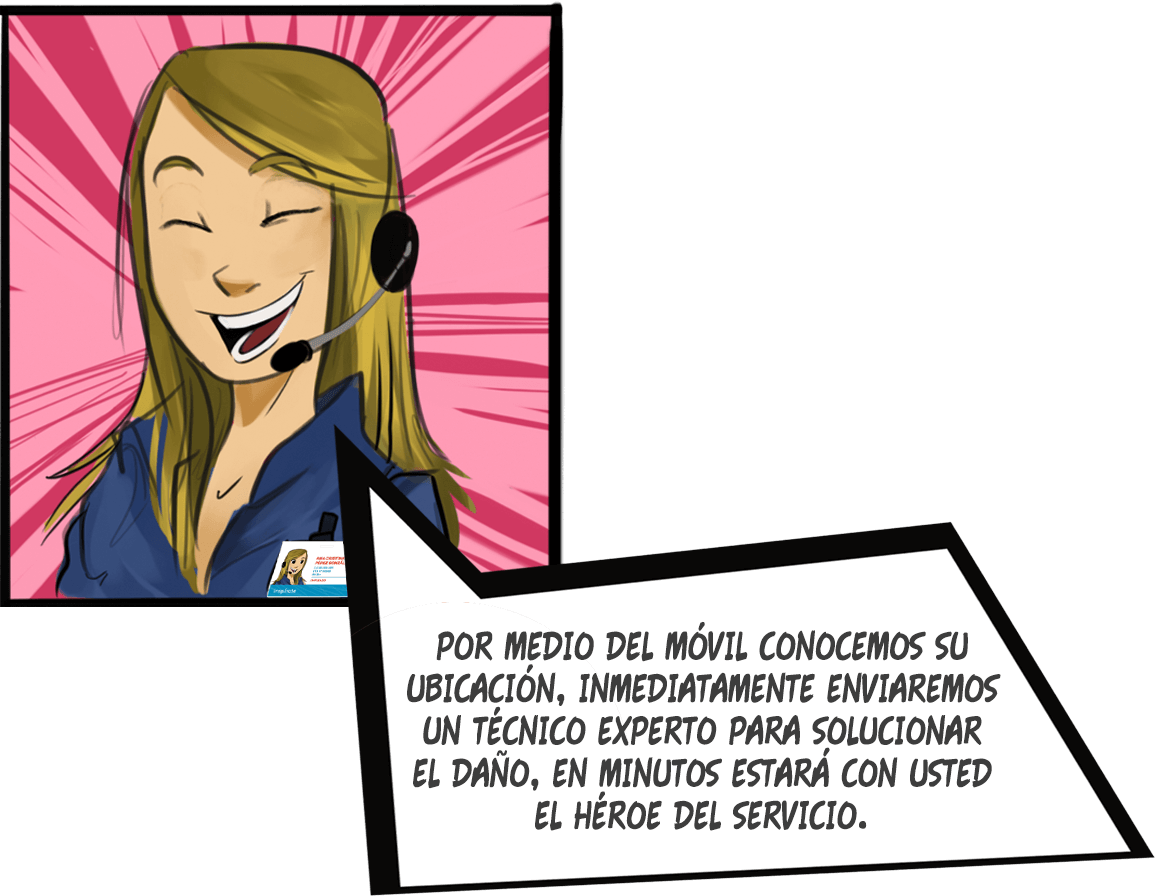 POR MEDIO DEL MÓVIL CONOCEMOS SU
UBICACIÓN, INMEDIATAMENTE ENVIAREMOS
UN TÉCNICO EXPERTO PARA SOLUCIONAR
EL DAÑO, EN MINUTOS ESTARÁ CON USTED
EL HÉROE DEL SERVICIO.